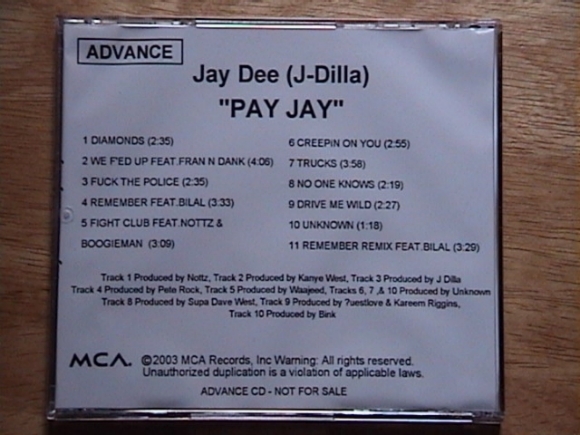 ADVANCE
Jay Dee (J-Dilla)
"PAY JAY"
1 DIAMONDS (2:35)
2 WE F'ED UP FEAT.FRAN N DANK (4:06)
3 FUCK THE POLICE (2:35)
4 REMEMBER FEAT.BILAL (3:33)
5 FIGHT CLUB FEAT.NOTTZ &
BOOGIEMAN (3:09)
6 CREEPIN ON YOU (2:55)
7 TRUCKS (3:58)
8 NO ONE KNOWS (2:19)
9 DRIVE ME WILD (2:27)
10 UNKNOWN (1:18)
11 REMEMBER REMIX FEAT.BILAL (3:29)
Track 1 Produced by Nottz, Track 2 Produced by Kanye West, Track 3 Produced by J Dilla
Track 4 Produced by Pete Rock, Track 5 Produced by Waajeed, Tracks 6, 7 ,& 10 Produced by Unknown
Track 8 Produced by Supa Dave West, Track 9 Produced by ?uestlove & Kareem Riggins,
Track 10 Produced by Bink
MCA. ©2003 MCA Records, Inc Warning: All rights reserved.
Unauthorized duplication is a violation of applicable laws.
ADVANCE CD - NOT FOR SALE